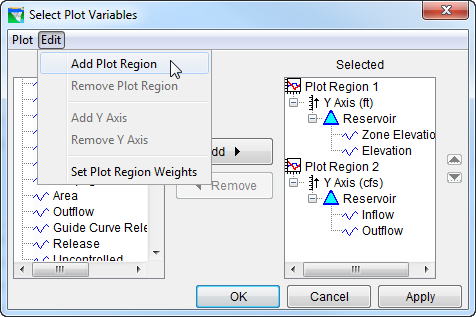 Select Plot Variables
Plot Edit
Add Plot Region
Remove Plot Region
Add Y Axis
Remove Y Axis
Set Plot Region Weights
Area
Outflow
Guide Curve Rele
Release
Uncontrolled
Remove
Selected
Plot Region 1
Y Axis (ft)
Reservoir
Zone Elevatio
Elevation
Plot Region 2
Y Axis (cfs)
Reservoir
Inflow
Outflow
OK Cancel Apply